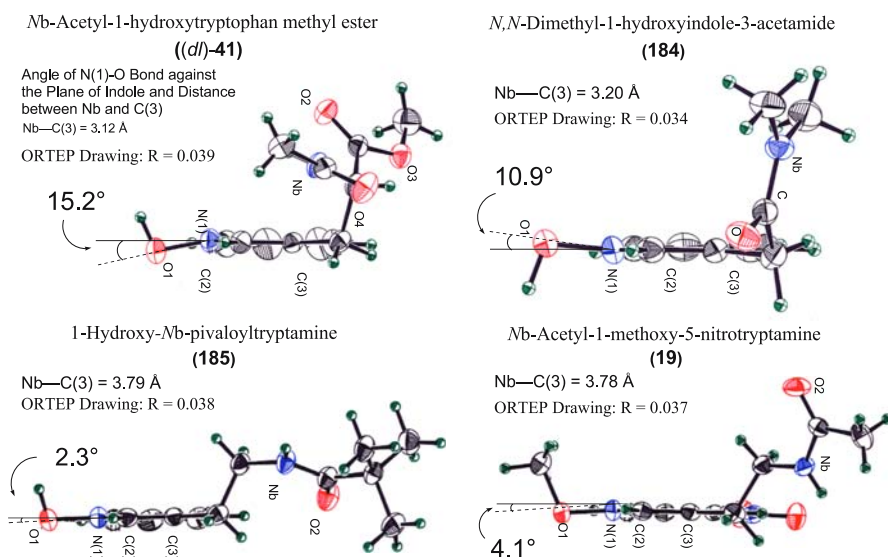 Nb-Acetyl-1-hydroxytryptophan methyl ester
((dl)-41)
Angle of N(1)-O Bond against
the Plane of Indole and Distance
between Nb and C(3)
Nb—C(3) = 3.12 Å
ORTEP Drawing: R = 0.039
15.2°
O2
Nb
O3
O4
N(1)
O1
C(2)
C(3)
N,N-Dimethyl-1-hydroxyindole-3-acetamide
(184)
Nb—C(3) = 3.20 Å
ORTEP Drawing: R = 0.034
10.9°
Nb
C
O
O1
N(1)
C(2)
C(3)
1-Hydroxy-Nb-pivaloyltryptamine
(185)
Nb—C(3) = 3.79 Å
ORTEP Drawing: R = 0.038
2.3°
Nb
O2
O1
N(1)
C(2)
C(3)
Nb-Acetyl-1-methoxy-5-nitrotryptamine
(19)
Nb—C(3) = 3.78 Å
ORTEP Drawing: R = 0.037
O2
Nb
4.1°
O1
N(1)
C(2)
C(3)